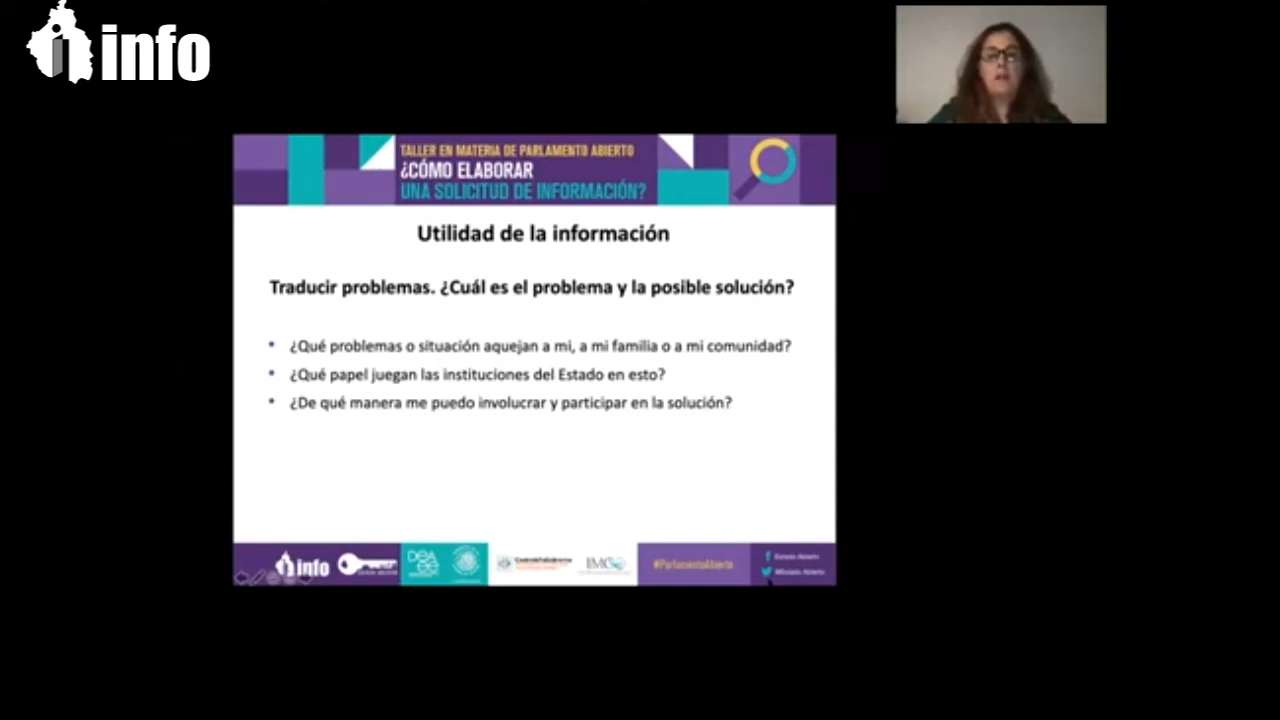 info
TALLER EN MATERIA DE PARLAMENTO ABIERTO
¿CÓMO ELABORAR
UNA SOLICITUD DE INFORMACIÓN?
Utilidad de la información
Traducir problemas. ¿Cuál es el problema y la posible solución?
• ¿Qué problemas o situación aquejan a mi, a mi familia o a mi comunidad?
• ¿Qué papel juegan las instituciones del Estado en esto?
• ¿De qué manera me puedo involucrar y participar en la solución?
info
#ParlamentoAbierto
Estado Abierto